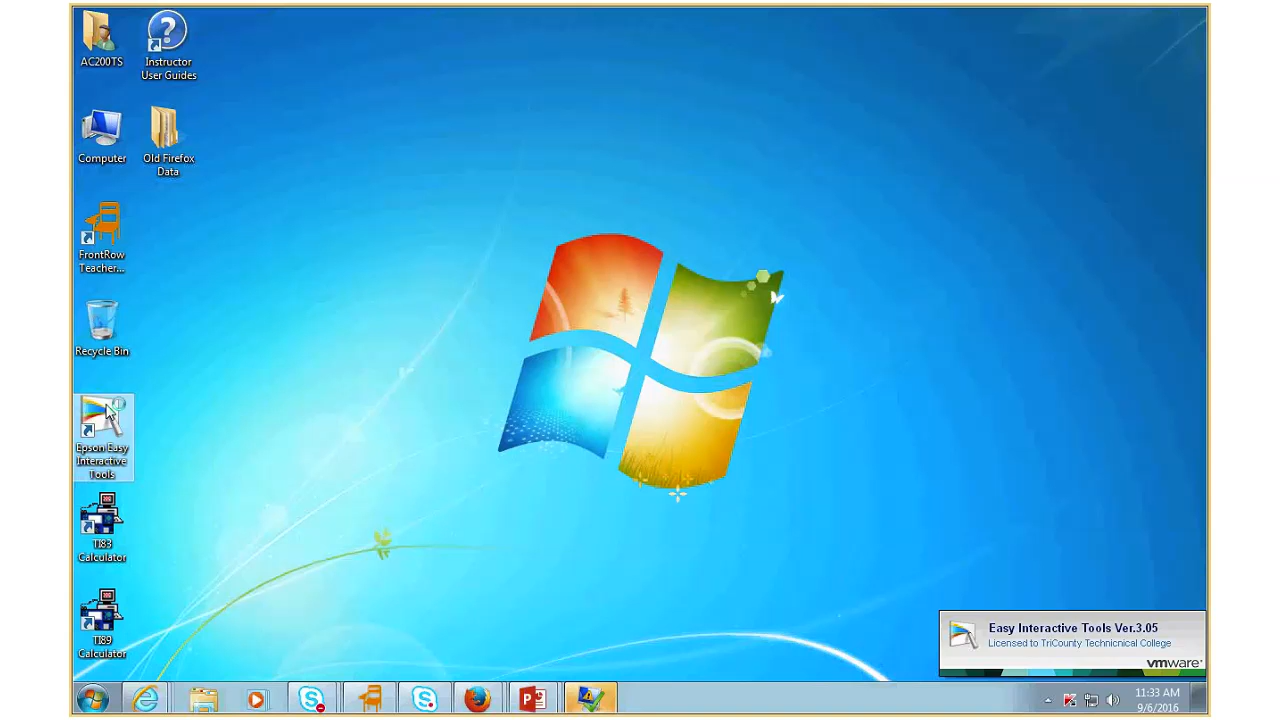 AC200TS
Instructor
User Guides
Computer
Old Firefox
Data
FrontRow
Teacher...
Recycle Bin
Epson Easy
Interactive
Tools
TI83
Calculator
TI89
Calculator
Easy Interactive Tools Ver.3.05
Licensed to TriCounty Technicnical College
vmware
11:33 AM
9/6/2016